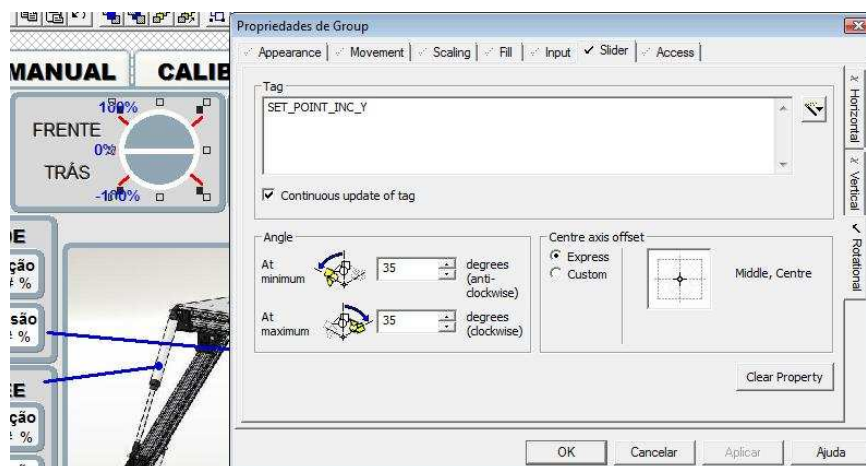 Propriedades de Group
Appearance Movement Scaling Fill Input Slider Access
MANUAL CALIB
FRENTE
TRÁS
100%
0%
-100%
Tag
SET_POINT_INC_Y
Continuous update of tag
Horizontal
Vertical
Rotational
Angle
At minimum 35 degrees (anti-clockwise)
At maximum 35 degrees (clockwise)
Centre axis offset
Express
Custom
Middle, Centre
Clear Property
OK Cancelar Aplicar Ajuda
E
ção
%
são
%
EE
ção
%